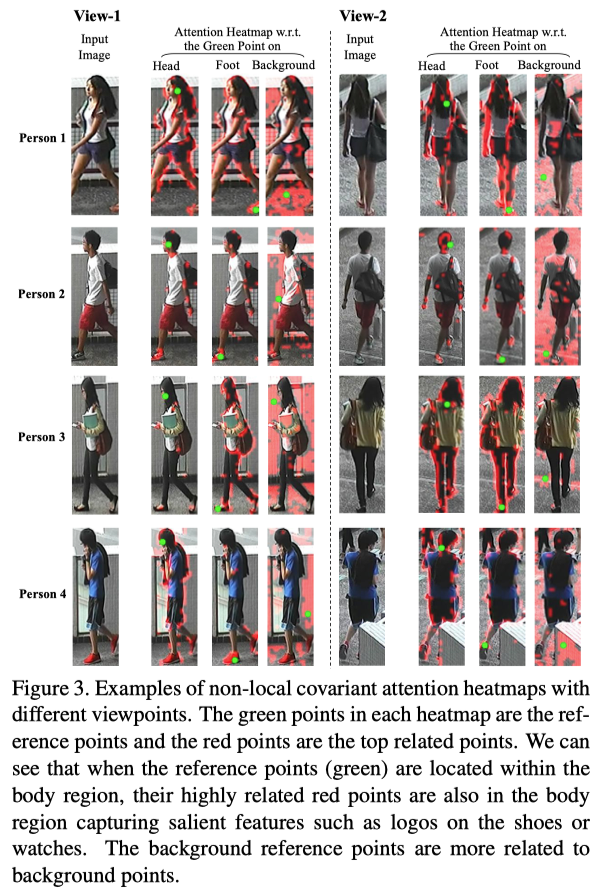 View-1
View-2
Input
Image
Attention Heatmap w.r.t.
the Green Point on
Input
Image
Attention Heatmap w.r.t.
the Green Point on
Head
Foot
Background
Head
Foot
Background
Person 1
Person 2
Person 3
Person 4
Figure 3. Examples of non-local covariant attention heatmaps with
different viewpoints. The green points in each heatmap are the ref-
erence points and the red points are the top related points. We can
see that when the reference points (green) are located within the
body region, their highly related red points are also in the body
region capturing salient features such as logos on the shoes or
watches. The background reference points are more related to
background points.